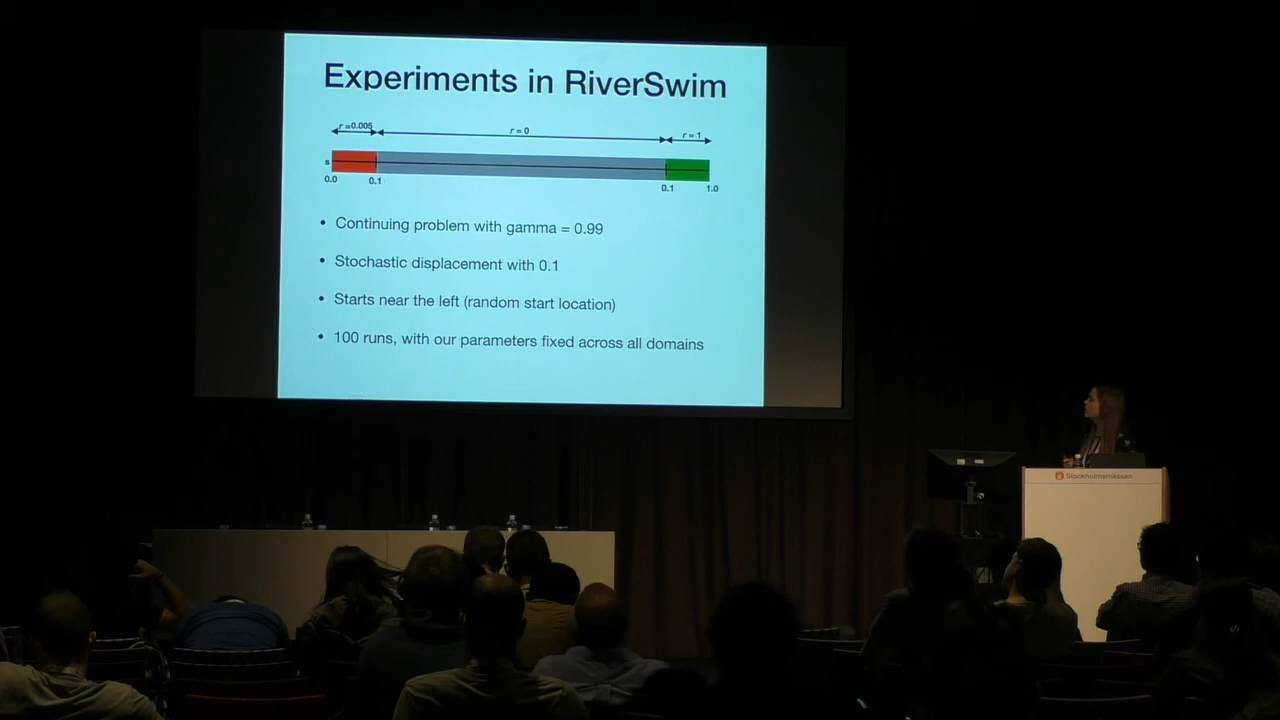 Experiments in RiverSwim
r = 0.005
r = 0
r = 1
s
0.0
0.1
0.1
1.0
• Continuing problem with gamma = 0.99
• Stochastic displacement with 0.1
• Starts near the left (random start location)
• 100 runs, with our parameters fixed across all domains
Stockholmsmässan